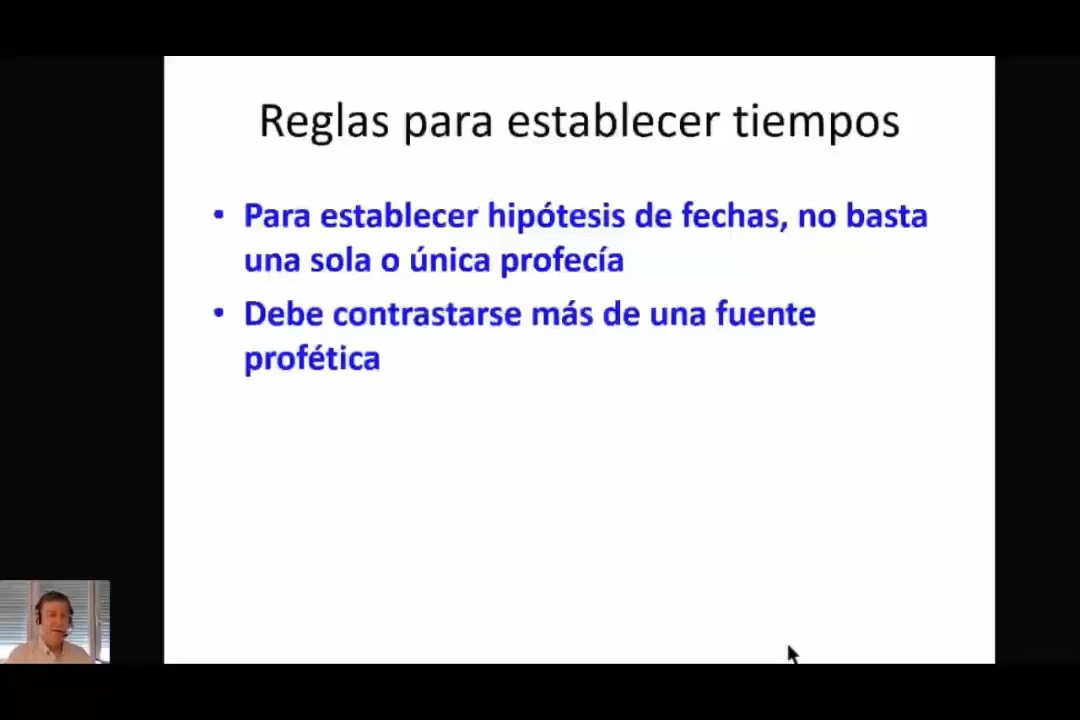 Reglas para establecer tiempos
• Para establecer hipótesis de fechas, no basta
una sola o única profecía
• Debe contrastarse más de una fuente
profética